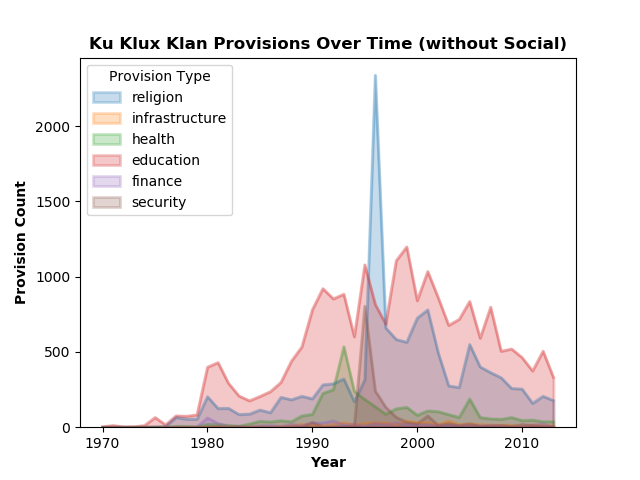 Ku Klux Klan Provisions Over Time (without Social)
Provision Type
religion
infrastructure
health
education
finance
security
Provision Count
2000
1500
1000
500
0
1970 1980 1990 2000 2010
Year